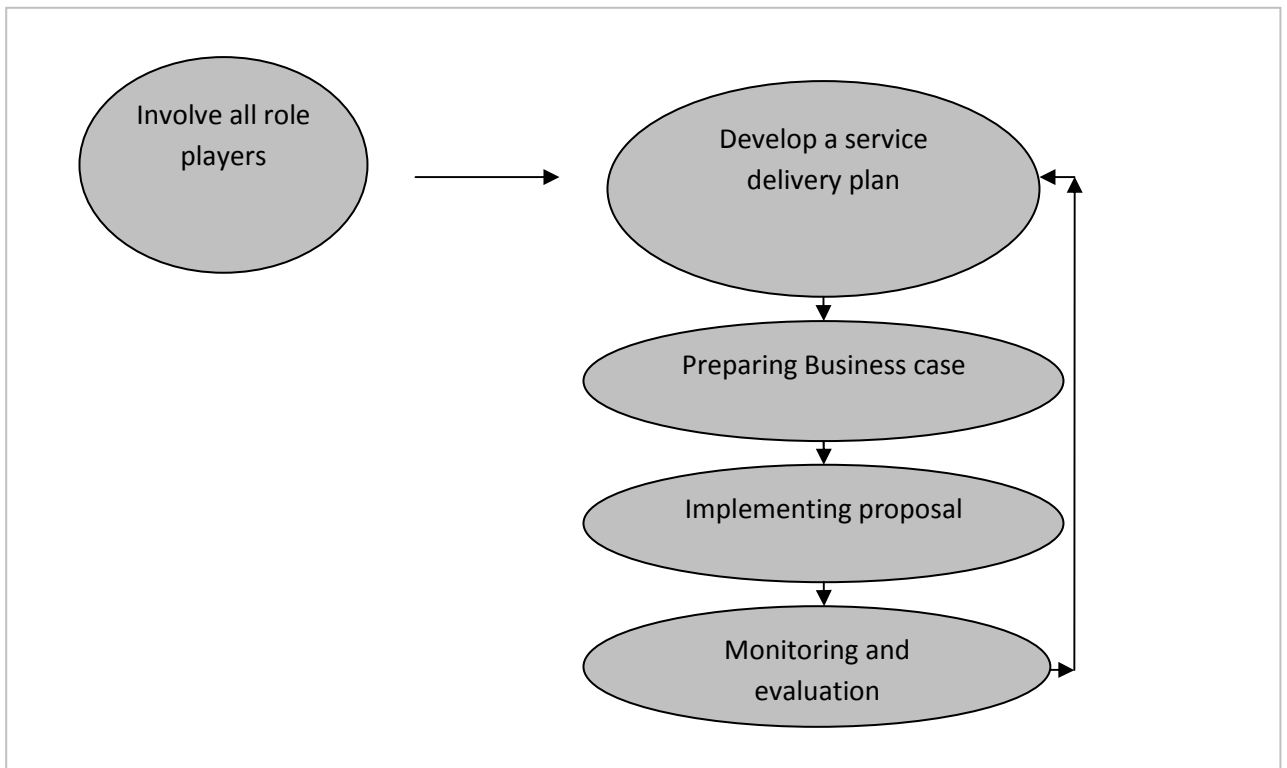 Involve all role
players
Develop a service
delivery plan
Preparing Business case
Implementing proposal
Monitoring and
evaluation